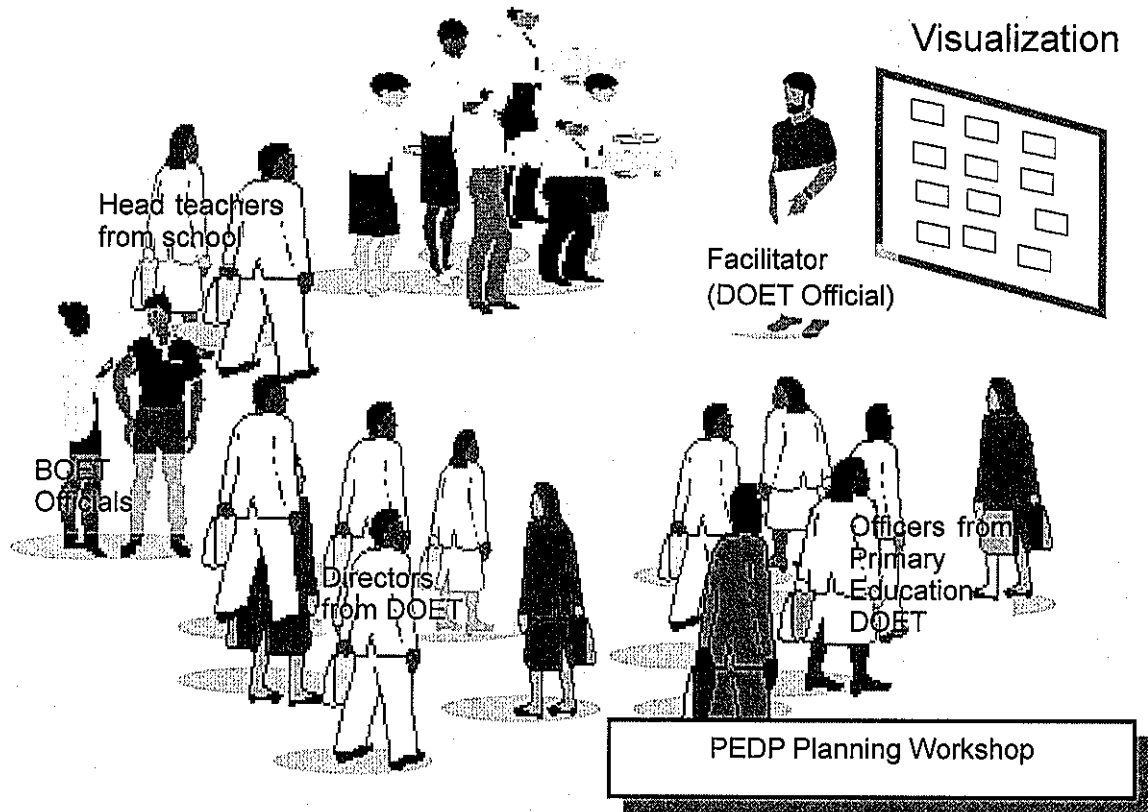 Visualization
Head teachers
from school
Facilitator
(DOET Official)
BOET
Officials
Directors
from DOET
Officers from
Primary
Education
DOET
PEDP Planning Workshop